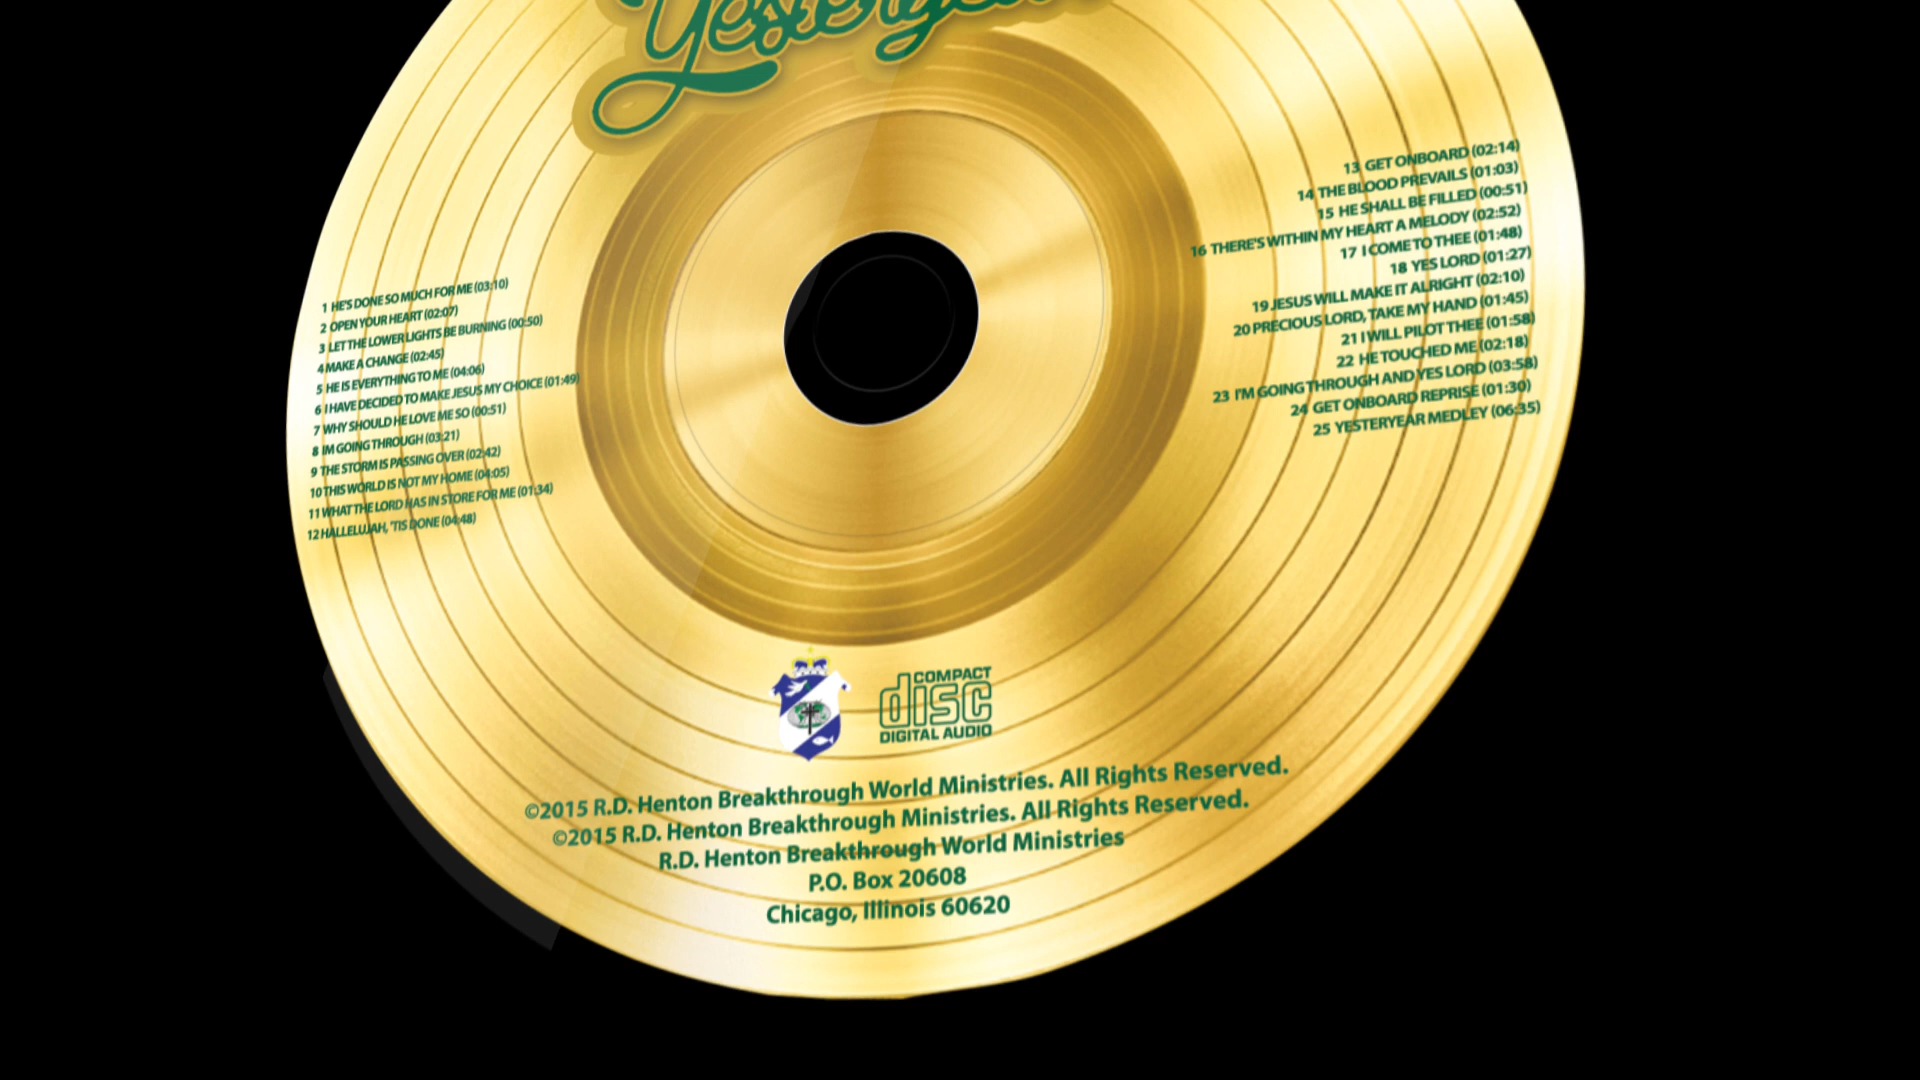 Yesteryear
1 HE'S DONE SO MUCH FOR ME (03:10)
2 OPEN YOUR HEART (02:07)
3 LET THE LOWER LIGHTS BE BURNING (00:50)
4 MAKE A CHANGE (02:45)
5 HE IS EVERYTHING TO ME (04:06)
6 I HAVE DECIDED TO MAKE JESUS MY CHOICE (01:49)
7 WHY SHOULD HE LOVE ME SO (00:51)
8 IM GOING THROUGH (03:21)
9 THE STORM IS PASSING OVER (02:42)
10 THIS WORLD IS NOT MY HOME (04:05)
11 WHAT THE LORD HAS IN STORE FOR ME (01:34)
12 HALLELUJAH, 'TIS DONE (04:48)
13 GET ONBOARD (02:14)
14 THE BLOOD PREVAILS (01:03)
15 HE SHALL BE FILLED (00:51)
16 THERE'S WITHIN MY HEART A MELODY (02:52)
17 I COME TO THEE (01:48)
18 YES LORD (01:27)
19 JESUS WILL MAKE IT ALRIGHT (02:10)
20 PRECIOUS LORD, TAKE MY HAND (01:45)
21 I WILL PILOT THEE (01:58)
22 HE TOUCHED ME (02:18)
23 I'M GOING THROUGH AND YES LORD (03:58)
24 GET ONBOARD REPRISE (01:30)
25 YESTERYEAR MEDLEY (06:35)
COMPACT
disc
DIGITAL AUDIO
©2015 R.D. Henton Breakthrough World Ministries. All Rights Reserved.
©2015 R.D. Henton Breakthrough Ministries. All Rights Reserved.
R.D. Henton Breakthrough World Ministries
P.O. Box 20608
Chicago, Illinois 60620